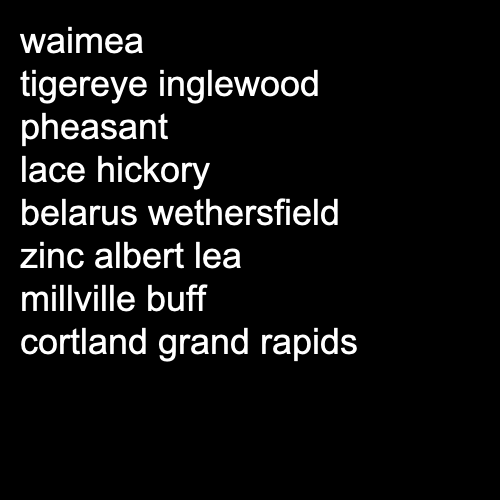 waimea
tigereye inglewood
pheasant
lace hickory
belarus wethersfield
zinc albert lea
millville buff
cortland grand rapids